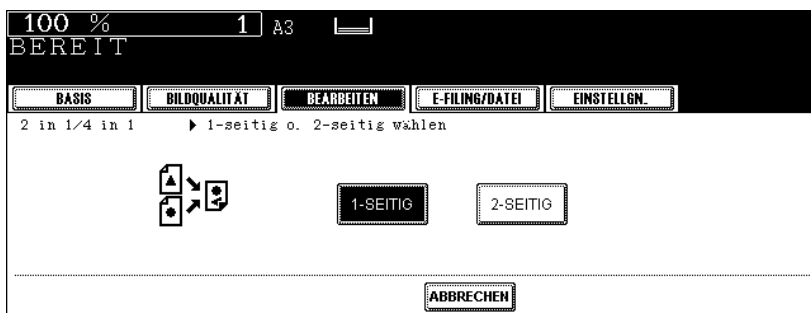 100 % 1 A3
BEREIT
BASIS BILDQUALITÄT BEARBEITEN E-FILING/DATEI EINSTELLGN.
2 in 1/4 in 1 ▶ 1-seitig o. 2-seitig wählen
1-SEITIG 2-SEITIG
ABBRECHEN